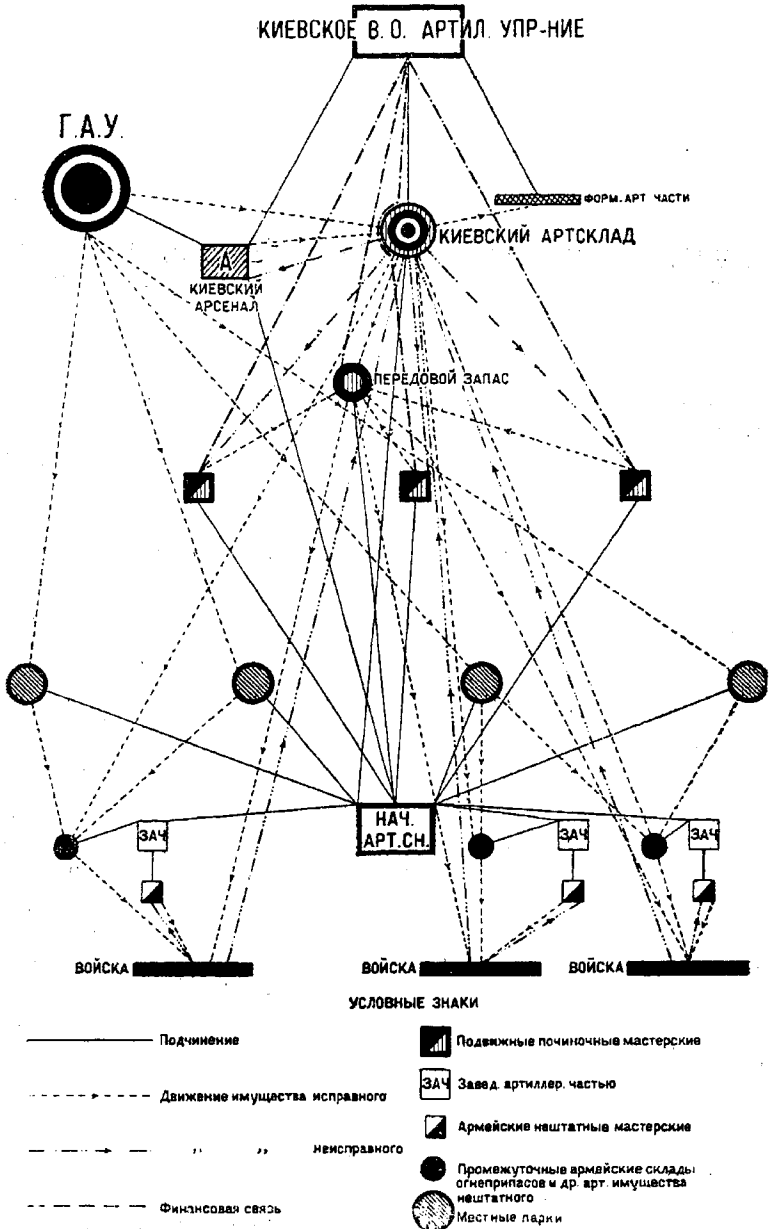 КИЕВСКОЕ В. О. АРТИЛ. УПР-НИЕ
Г.А.У.
ФОРМ. АРТ ЧАСТИ
А
КИЕВСКИЙ АРТСКЛАД
КИЕВСКИЙ
АРСЕНАЛ
ПЕРЕДОВОЙ ЗАПАС
НАЧ.
АРТ.СН.
ЗАЧ
ЗАЧ
ЗАЧ
ВОЙСКА
ВОЙСКА
ВОЙСКА
УСЛОВНЫЕ ЗНАКИ
Подчинение
Движение имущества исправного
„ „ неисправного
Финансовая связь
Подвижные починочные мастерские
ЗАЧ Завед. артиллер. частью
Армейские нештатные мастерские
Промежуточные армейские склады
огнеприпасов и др. арт. имущества
нештатного
Местные парки